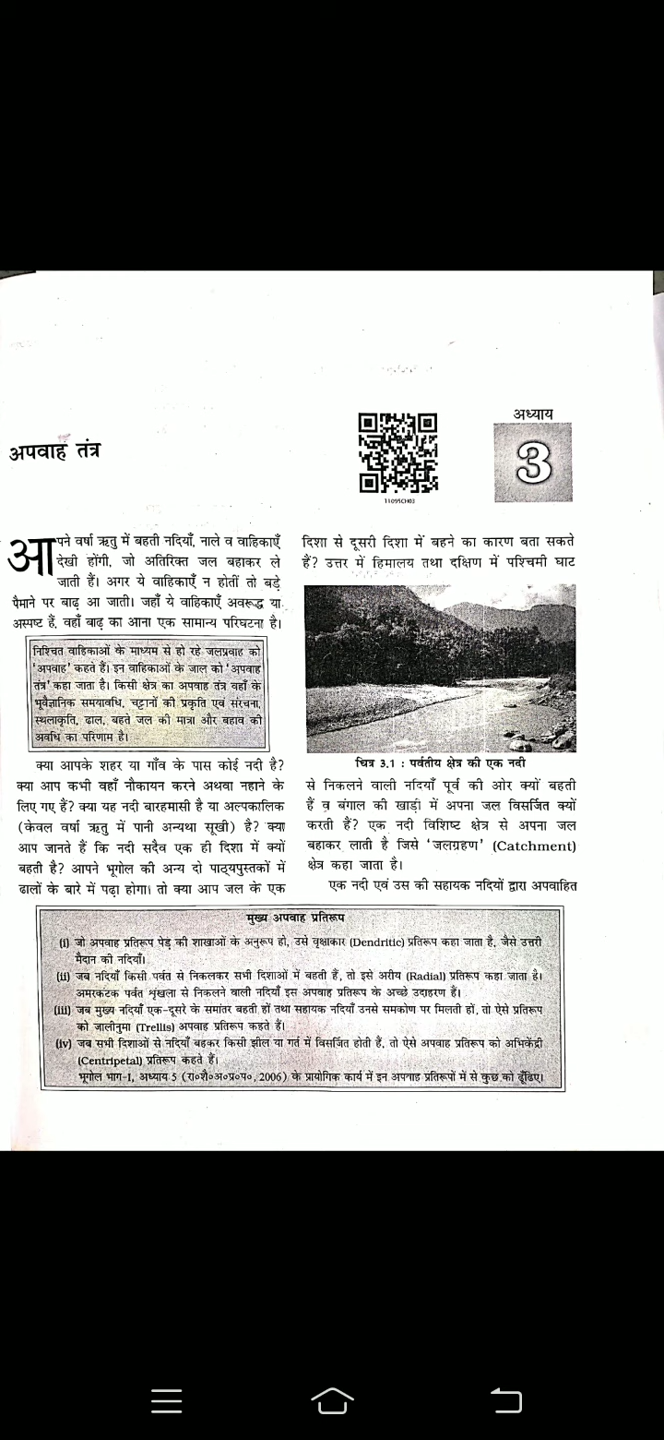 अपवाह तंत्र
11095CH03
अध्याय
3
आपने वर्षा ऋतु में बहती नदियाँ, नाले व वाहिकाएँ
देखी होंगी, जो अतिरिक्त जल बहाकर ले
जाती हैं। अगर ये वाहिकाएँ न होतीं तो बड़े
पैमाने पर बाढ़ आ जाती। जहाँ ये वाहिकाएँ अवरूद्ध या
अस्पष्ट हैं, वहाँ बाढ़ का आना एक सामान्य परिघटना है।
निश्चित वाहिकाओं के माध्यम से हो रहे जलप्रवाह को
'अपवाह' कहते हैं। इन वाहिकाओं के जाल को 'अपवाह
तंत्र' कहा जाता है। किसी क्षेत्र का अपवाह तंत्र वहाँ के
भूवैज्ञानिक समयावधि, चट्टानों की प्रकृति एवं संरचना,
स्थलाकृति, ढाल, बहते जल की मात्रा और बहाव की
अवधि का परिणाम है।
क्या आपके शहर या गाँव के पास कोई नदी है?
क्या आप कभी वहाँ नौकायन करने अथवा नहाने के
लिए गए हैं? क्या यह नदी बारहमासी है या अल्पकालिक
(केवल वर्षा ऋतु में पानी अन्यथा सूखी) है? क्या
आप जानते हैं कि नदी सदैव एक ही दिशा में क्यों
बहती है? आपने भूगोल की अन्य दो पाठ्यपुस्तकों में
ढालों के बारे में पढ़ा होगा। तो क्या आप जल के एक
दिशा से दूसरी दिशा में बहने का कारण बता सकते
हैं? उत्तर में हिमालय तथा दक्षिण में पश्चिमी घाट
चित्र 3.1 : पर्वतीय क्षेत्र की एक नदी
से निकलने वाली नदियाँ पूर्व की ओर क्यों बहती
हैं व बंगाल की खाड़ी में अपना जल विसर्जित क्यों
करती हैं? एक नदी विशिष्ट क्षेत्र से अपना जल
बहाकर लाती है जिसे 'जलग्रहण' (Catchment)
क्षेत्र कहा जाता है।
एक नदी एवं उस की सहायक नदियों द्वारा अपवाहित
मुख्य अपवाह प्रतिरूप
(i) जो अपवाह प्रतिरूप पेड़ की शाखाओं के अनुरूप हो, उसे वृक्षाकार (Dendritic) प्रतिरूप कहा जाता है, जैसे उत्तरी
मैदान की नदियाँ।
(ii) जब नदियाँ किसी पर्वत से निकलकर सभी दिशाओं में बहती हैं, तो इसे अरीय (Radial) प्रतिरूप कहा जाता है।
अमरकंटक पर्वत शृंखला से निकलने वाली नदियाँ इस अपवाह प्रतिरूप के अच्छे उदाहरण हैं।
(iii) जब मुख्य नदियाँ एक-दूसरे के समांतर बहती हों तथा सहायक नदियाँ उनसे समकोण पर मिलती हों, तो ऐसे प्रतिरूप
को जालीनुमा (Trellis) अपवाह प्रतिरूप कहते हैं।
(iv) जब सभी दिशाओं से नदियाँ बहकर किसी झील या गर्त में विसर्जित होती हैं, तो ऐसे अपवाह प्रतिरूप को अभिकेंद्री
(Centripetal) प्रतिरूप कहते हैं।
भूगोल भाग-1, अध्याय 5 (रा०शै०अ०प्र०प०, 2006) के प्रायोगिक कार्य में इन अपवाह प्रतिरूपों में से कुछ को ढूँढिए।